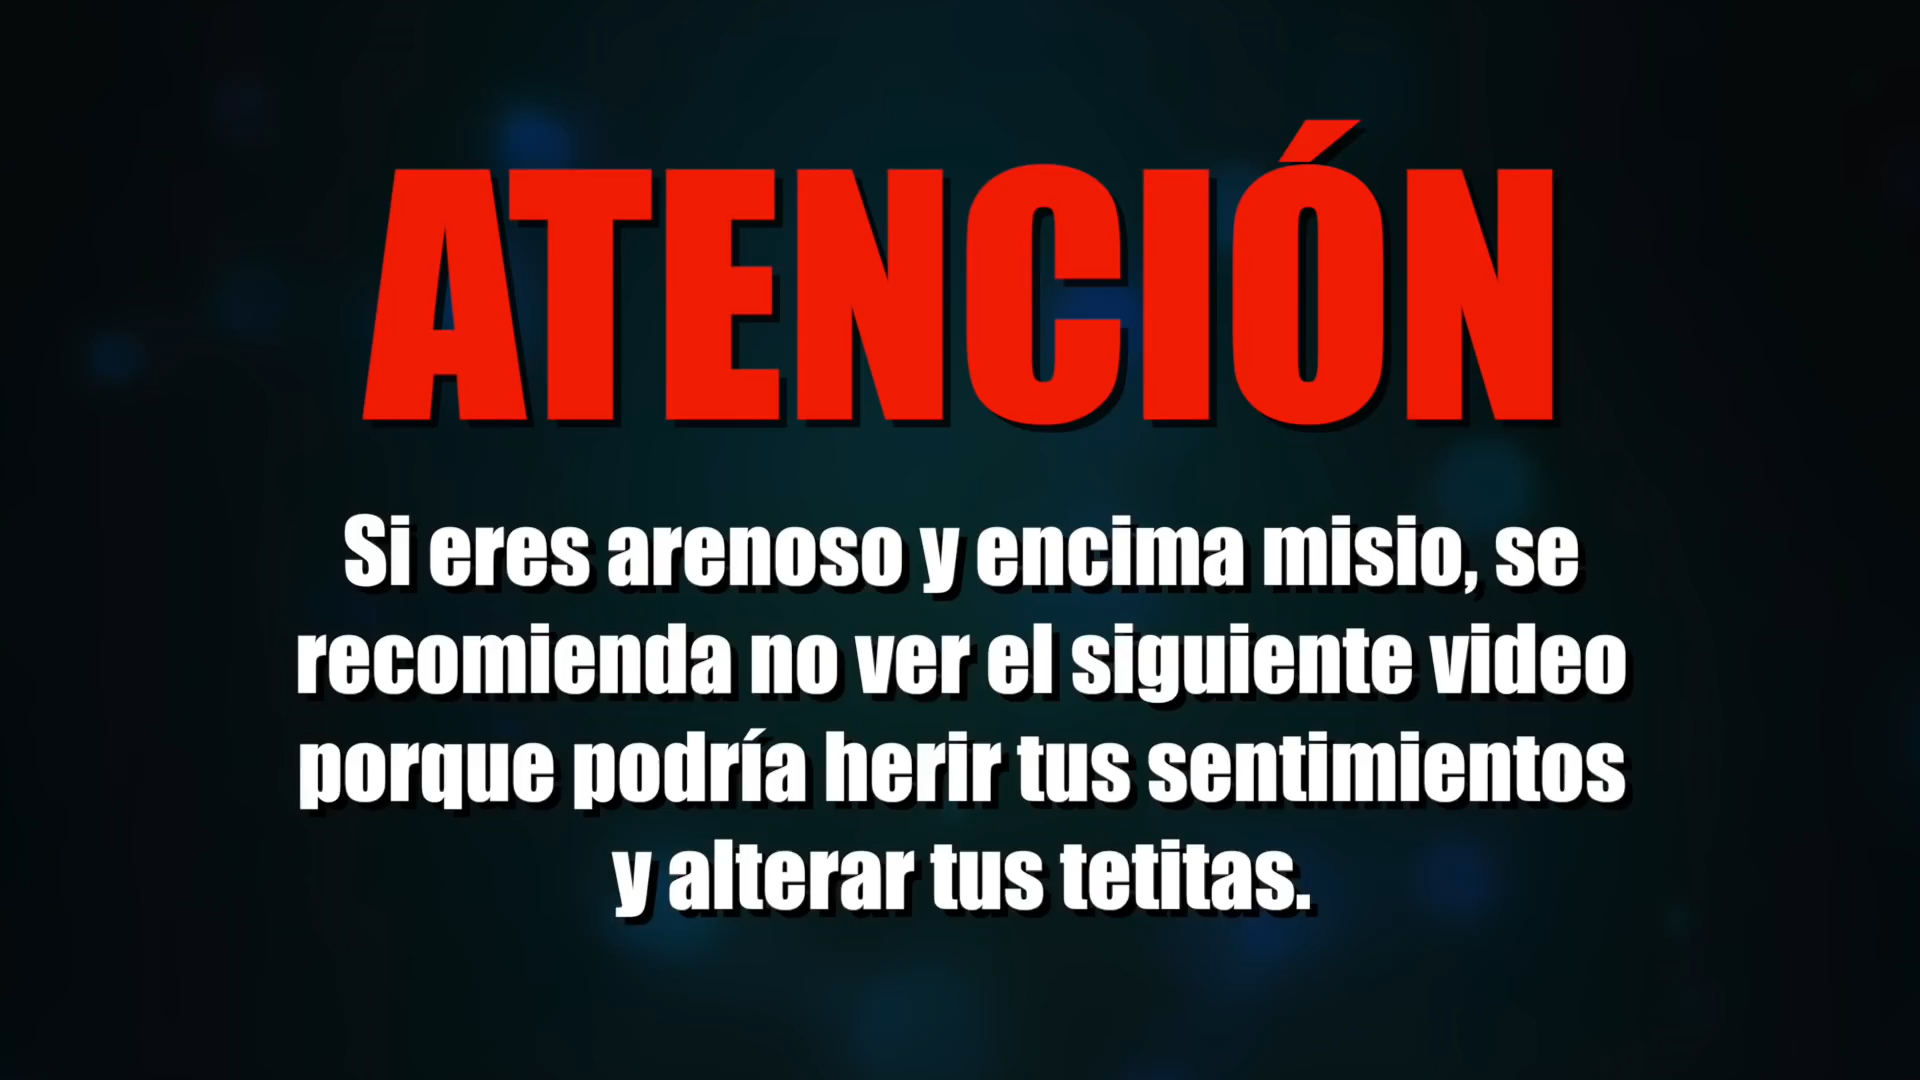 ATENCIÓN
Si eres arenoso y encima misio, se
recomienda no ver el siguiente video
porque podría herir tus sentimientos
y alterar tus tetitas.